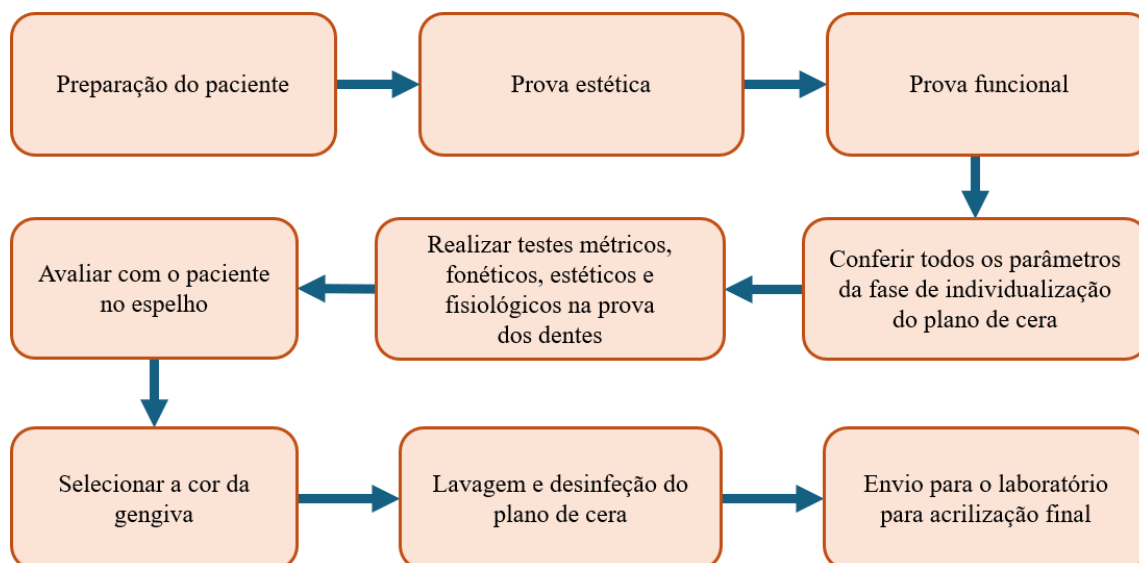 Preparação do paciente
Prova estética
Prova funcional
Conferir todos os parâmetros
da fase de individualização
do plano de cera
Realizar testes métricos,
fonéticos, estéticos e
fisiológicos na prova
dos dentes
Avaliar com o paciente
no espelho
Selecionar a cor da
gengiva
Lavagem e desinfeção do
plano de cera
Envio para o laboratório
para acrilização final